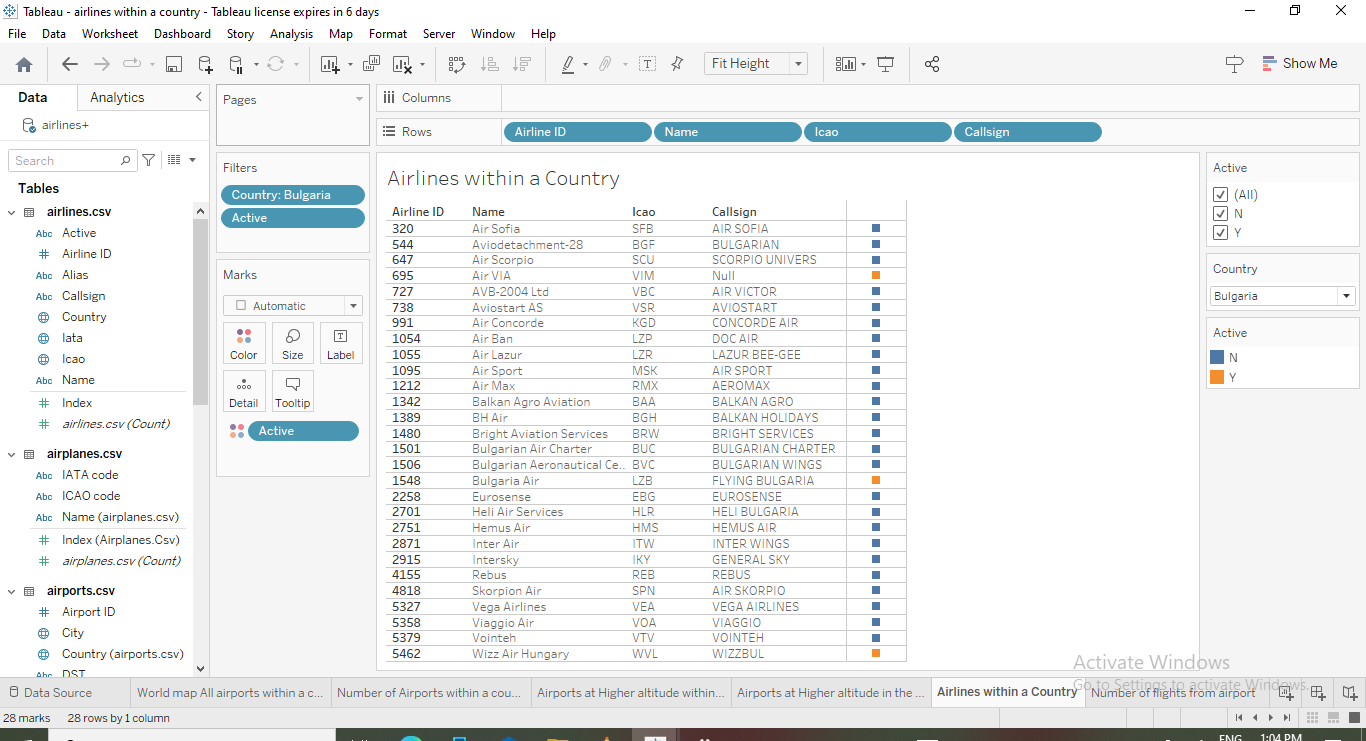 Tableau - airlines within a country - Tableau license expires in 6 days
File Data Worksheet Dashboard Story Analysis Map Format Server Window Help
Fit Height
Show Me
Data Analytics
airlines+
Search
Tables
airlines.csv
Abc Active
# Airline ID
Abc Alias
Abc Callsign
Country
Iata
Icao
Abc Name
# Index
# airlines.csv (Count)
airplanes.csv
Abc IATA code
Abc ICAO code
Abc Name (airplanes.csv)
# Index (Airplanes.Csv)
# airplanes.csv (Count)
airports.csv
# Airport ID
City
Country (airports.csv)
Abc DST
Pages
Filters
Country: Bulgaria
Active
Marks
Automatic
Color Size Label
Detail Tooltip
Active
Columns
Rows Airline ID Name Icao Callsign
Airlines within a Country
Airline ID Name Icao Callsign
320 Air Sofia SFB AIR SOFIA
544 Aviodetachment-28 BGF BULGARIAN
647 Air Scorpio SCU SCORPIO UNIVERS
695 Air VIA VIM Null
727 AVB-2004 Ltd VBC AIR VICTOR
738 Aviostart AS VSR AVIOSTART
991 Air Concorde KGD CONCORDE AIR
1054 Air Ban LZP DOC AIR
1055 Air Lazur LZR LAZUR BEE-GEE
1095 Air Sport MSK AIR SPORT
1212 Air Max RMX AEROMAX
1342 Balkan Agro Aviation BAA BALKAN AGRO
1389 BH Air BGH BALKAN HOLIDAYS
1480 Bright Aviation Services BRW BRIGHT SERVICES
1501 Bulgarian Air Charter BUC BULGARIAN CHARTER
1506 Bulgarian Aeronautical Ce.. BVC BULGARIAN WINGS
1548 Bulgaria Air LZB FLYING BULGARIA
2258 Eurosense EBG EUROSENSE
2701 Heli Air Services HLR HELI BULGARIA
2751 Hemus Air HMS HEMUS AIR
2871 Inter Air ITW INTER WINGS
2915 Intersky IKY GENERAL SKY
4155 Rebus REB REBUS
4818 Skorpion Air SPN AIR SKORPIO
5327 Vega Airlines VEA VEGA AIRLINES
5358 Viaggio Air VOA VIAGGIO
5379 Vointeh VTV VOINTEH
5462 Wizz Air Hungary WVL WIZZBUL
Active
(All)
N
Y
Country
Bulgaria
Active
N
Y
Activate Windows
Go to Settings to activate Windows.
Data Source World map All airports within a c... Number of Airports within a cou... Airports at Higher altitude within... Airports at Higher altitude in the ... Airlines within a Country Number of flights from airport
28 marks 28 rows by 1 column
ENG 1:04 PM